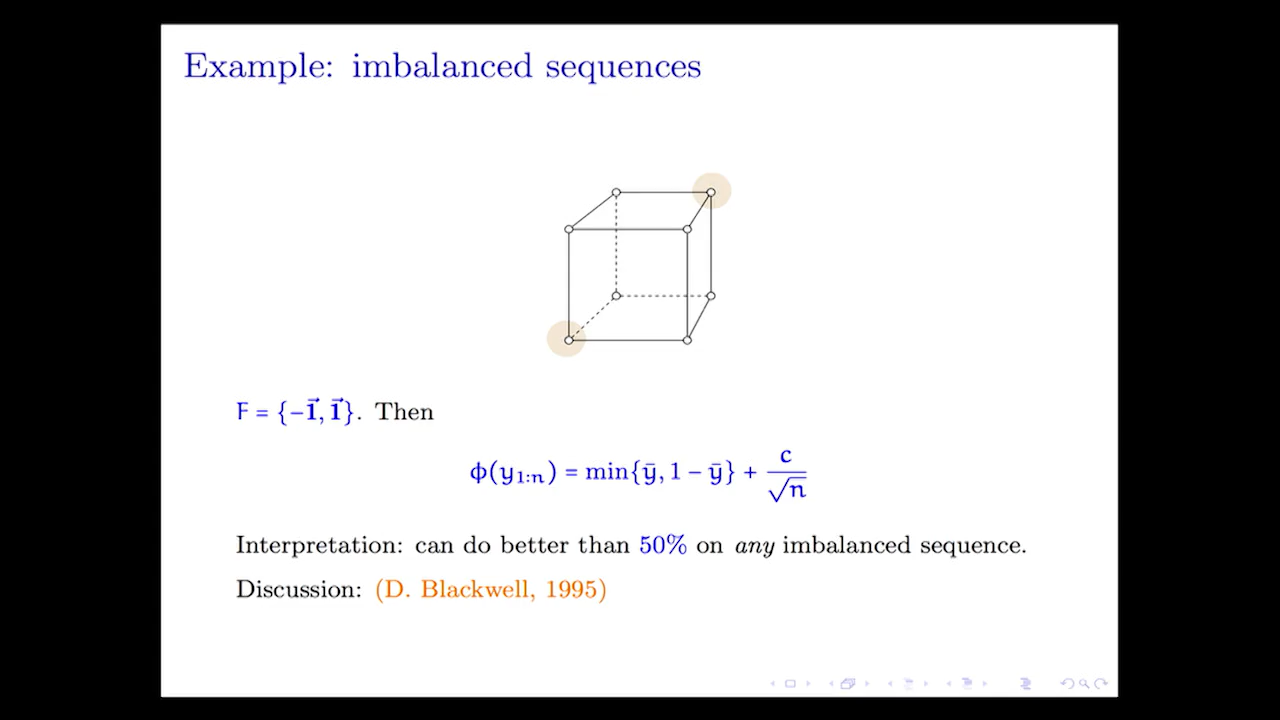 Example: imbalanced sequences
F = {−1⃗, 1⃗}. Then
ϕ(y₁:ₙ) = min{ȳ, 1 − ȳ} + c/√n
Interpretation: can do better than 50% on any imbalanced sequence.
Discussion: (D. Blackwell, 1995)